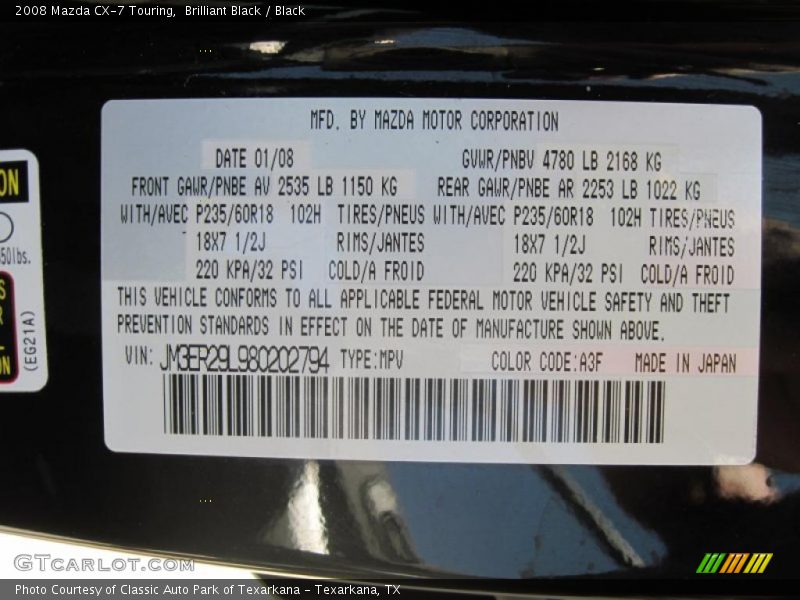 2008 Mazda CX-7 Touring,  Brilliant Black / Black
MFD. BY MAZDA MOTOR CORPORATION
DATE 01/08 GVWR/PNBV 4780 LB 2168 KG
FRONT GAWR/PNBE AV 2535 LB 1150 KG REAR GAWR/PNBE AR 2253 LB 1022 KG
WITH/AVEC P235/60R18 102H TIRES/PNEUS WITH/AVEC P235/60R18 102H TIRES/PNEUS
18X7 1/2J RIMS/JANTES 18X7 1/2J RIMS/JANTES
220 KPA/32 PSI COLD/A FROID 220 KPA/32 PSI COLD/A FROID
THIS VEHICLE CONFORMS TO ALL APPLICABLE FEDERAL MOTOR VEHICLE SAFETY AND THEFT
PREVENTION STANDARDS IN EFFECT ON THE DATE OF MANUFACTURE SHOWN ABOVE.
VIN: JM3ER29L980202794 TYPE:MPV COLOR CODE:A3F MADE IN JAPAN
(EG21A)
GTCARLOT.COM
Photo Courtesy of Classic Auto Park of Texarkana - Texarkana, TX